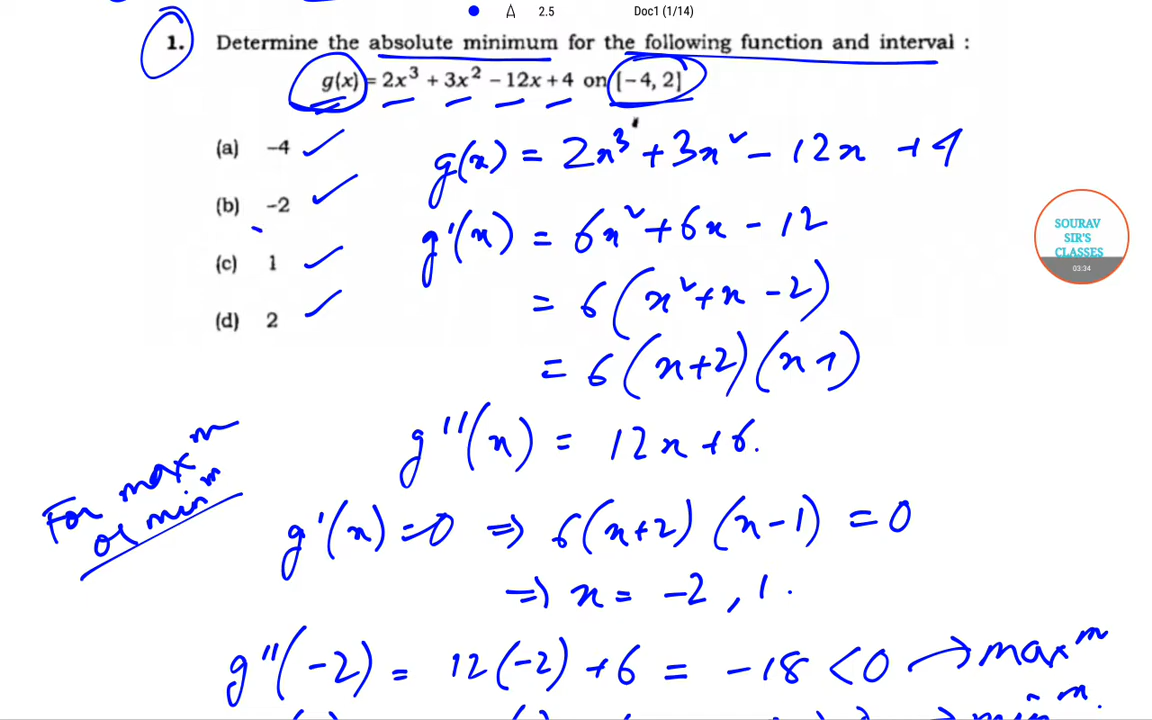 A 2.5 Doc1 (1/14)
1. Determine the absolute minimum for the following function and interval :
g(x) = 2x³ + 3x² – 12x + 4 on [– 4, 2]
(a) –4
(b) –2
(c) 1
(d) 2
g(x) = 2x³ + 3x² – 12x + 4
g'(x) = 6x² + 6x – 12
= 6(x² + x – 2)
= 6(x+2)(x-1)
g''(x) = 12x + 6.
For maxᵐ
or minᵐ
g'(x) = 0 ⇒ 6(x+2)(x-1) = 0
⇒ x = -2, 1.
g''(-2) = 12(-2) + 6 = -18 < 0 → maxᵐ
→ minᵐ.
SOURAV
SIR'S
CLASSES
03:34